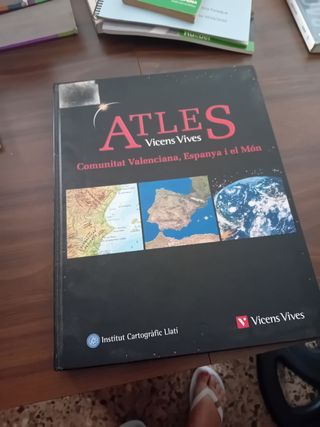 ATLES
Vicens Vives
Comunitat Valenciana, Espanya i el Món
Institut Cartogràfic Llatí
Vicens Vives